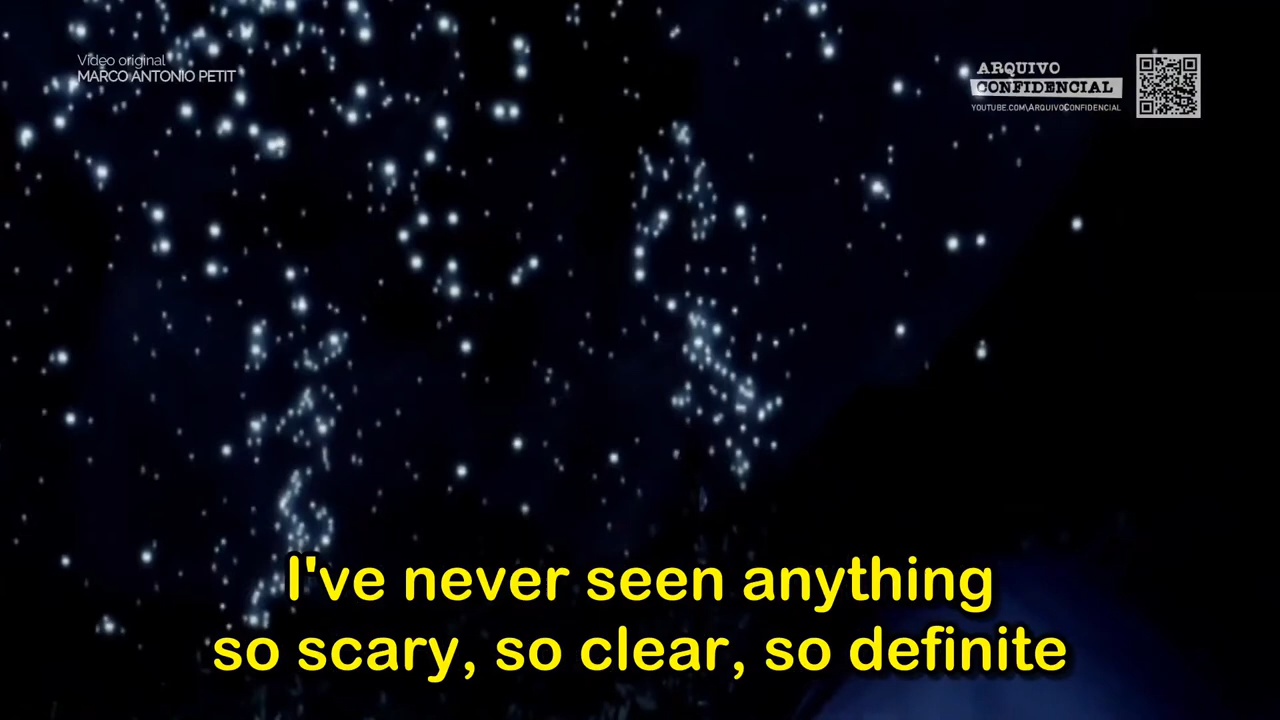 Vídeo original
MARCO ANTONIO PETIT
ARQUIVO
CONFIDENCIAL
YOUTUBE.COM\ARQUIVOCONFIDENCIAL
I've never seen anything
so scary, so clear, so definite